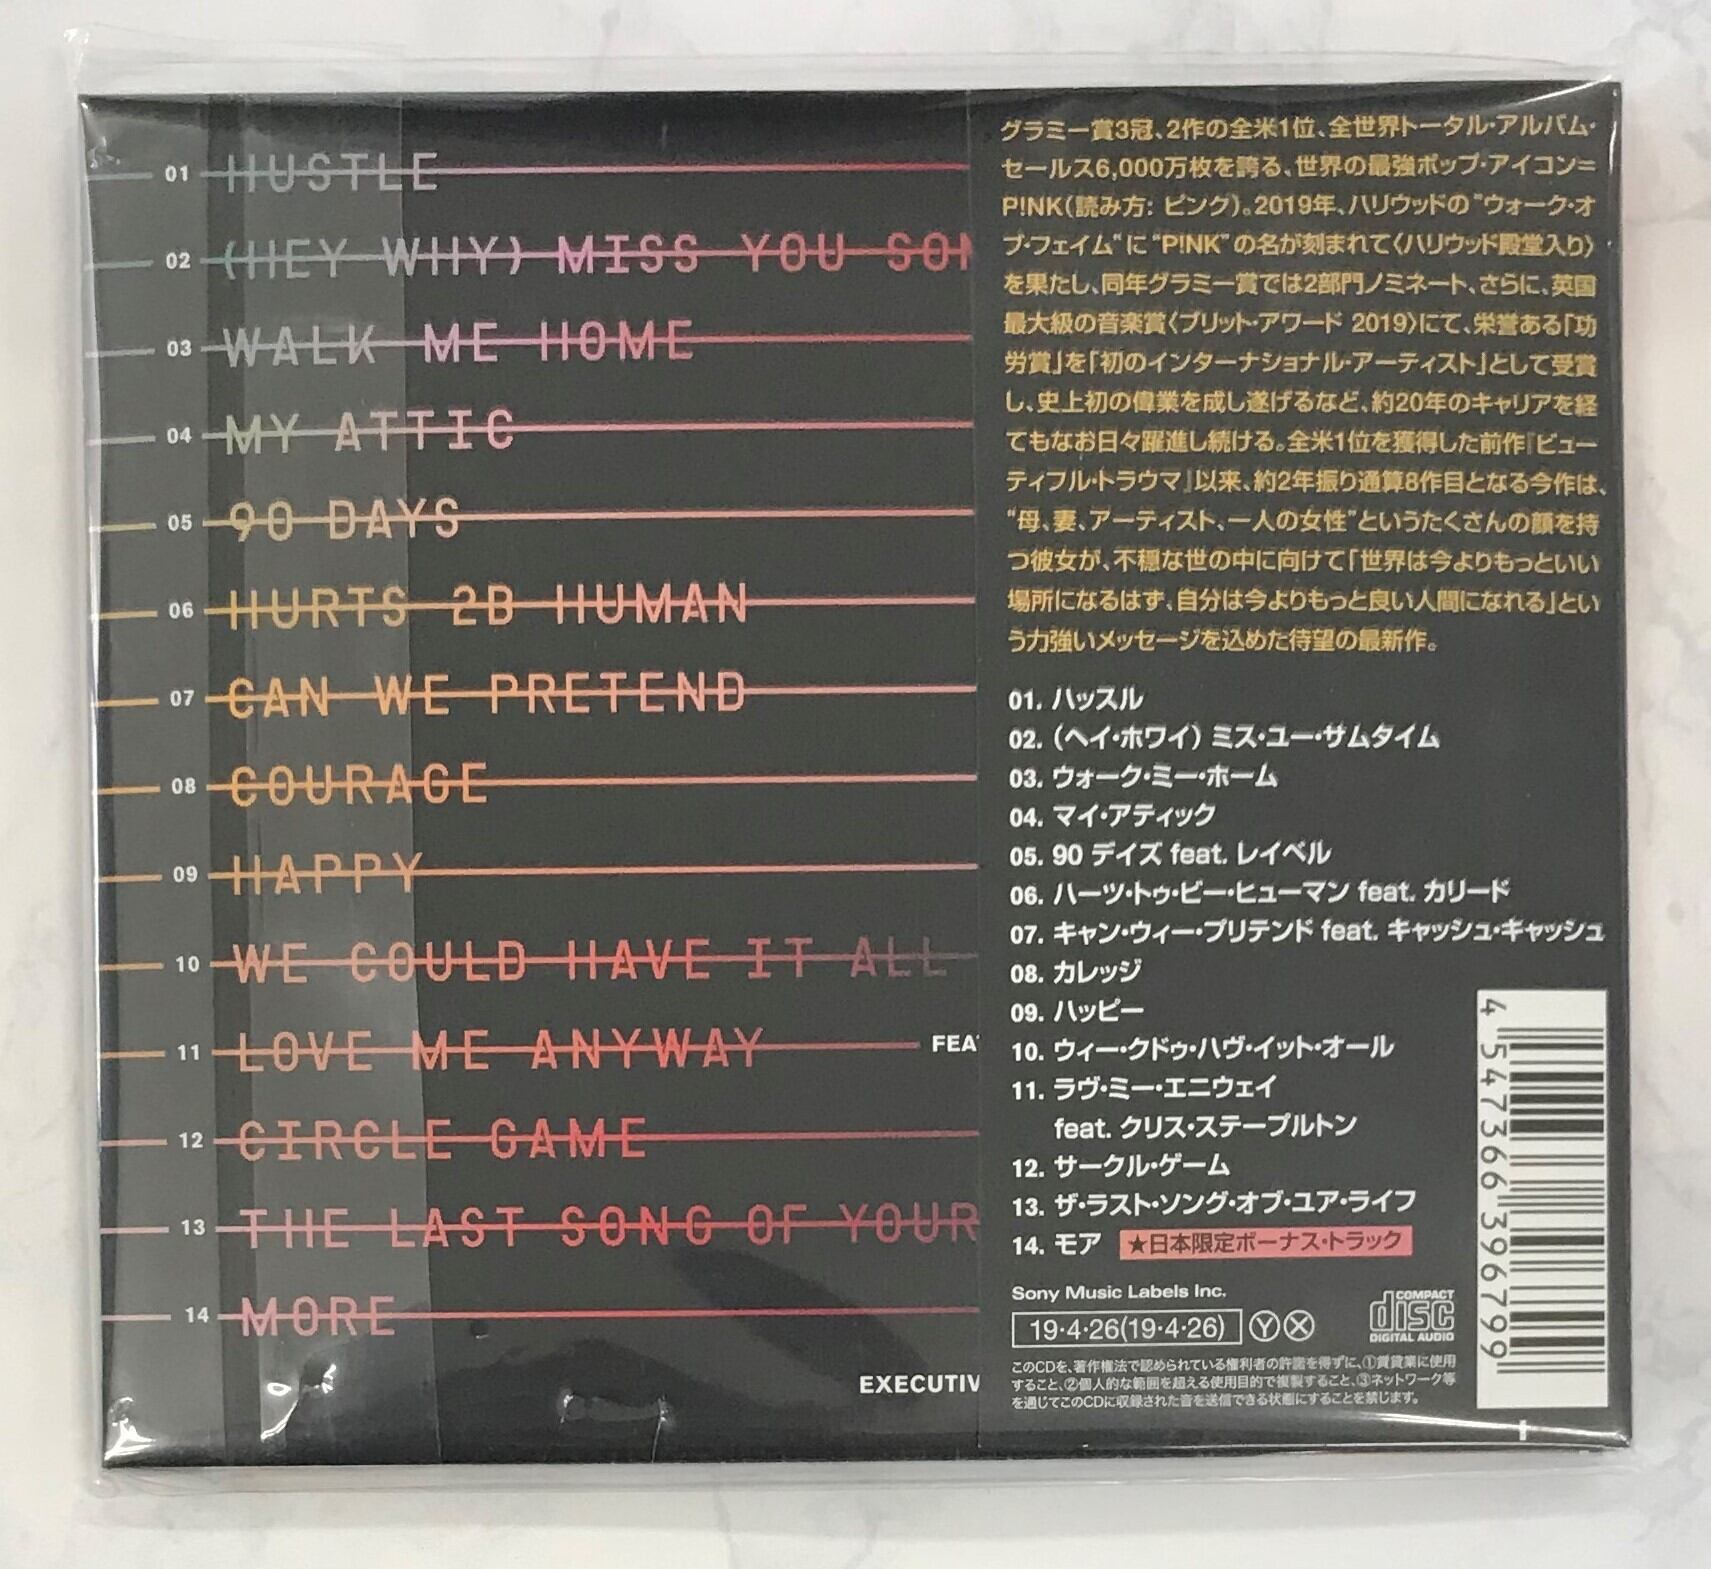 01 HUSTLE
02 (HEY WHY) MISS YOU SOM
03 WALK ME HOME
04 MY ATTIC
05 90 DAYS
06 HURTS 2B HUMAN
07 CAN WE PRETEND
08 COURAGE
09 HAPPY
10 WE COULD HAVE IT ALL
11 LOVE ME ANYWAY FEAT
12 CIRCLE GAME
13 THE LAST SONG OF YOUR
14 MORE
EXECUTIV
グラミー賞3冠、2作の全米1位、全世界トータル・アルバム・
セールス6,000万枚を誇る、世界の最強ポップ・アイコン=
P!NK(読み方: ピンク)。2019年、ハリウッドの"ウォーク・オ
ブ・フェイム"に"P!NK"の名が刻まれて〈ハリウッド殿堂入り〉
を果たし、同年グラミー賞では2部門ノミネート、さらに、英国
最大級の音楽賞〈ブリット・アワード 2019〉にて、栄誉ある「功
労賞」を「初のインターナショナル・アーティスト」として受賞
し、史上初の偉業を成し遂げるなど、約20年のキャリアを経
てもなお日々躍進し続ける。全米1位を獲得した前作『ビュー
ティフル・トラウマ』以来、約2年振り通算8作目となる今作は、
"母、妻、アーティスト、一人の女性"というたくさんの顔を持
つ彼女が、不穏な世の中に向けて「世界は今よりもっといい
場所になるはず、自分は今よりもっと良い人間になれる」とい
う力強いメッセージを込めた待望の最新作。
01. ハッスル
02. (ヘイ・ホワイ) ミス・ユー・サムタイム
03. ウォーク・ミー・ホーム
04. マイ・アティック
05. 90 デイズ feat. レイベル
06. ハーツ・トゥ・ビー・ヒューマン feat. カリード
07. キャン・ウィー・プリテンド feat. キャッシュ・キャッシュ
08. カレッジ
09. ハッピー
10. ウィー・クドゥ・ハヴ・イット・オール
11. ラヴ・ミー・エニウェイ
feat. クリス・ステープルトン
12. サークル・ゲーム
13. ザ・ラスト・ソング・オブ・ユア・ライフ
14. モア ★日本限定ボーナス・トラック
Sony Music Labels Inc.
19・4・26(19・4・26) Y X
COMPACT
disc
DIGITAL AUDIO
このCDを、著作権法で認められている権利者の許諾を得ずに、①賃貸業に使用
すること、②個人的な範囲を超える使用目的で複製すること、③ネットワーク等
を通じてこのCDに収録された音を送信できる状態にすることを禁じます。
4 547366 396799